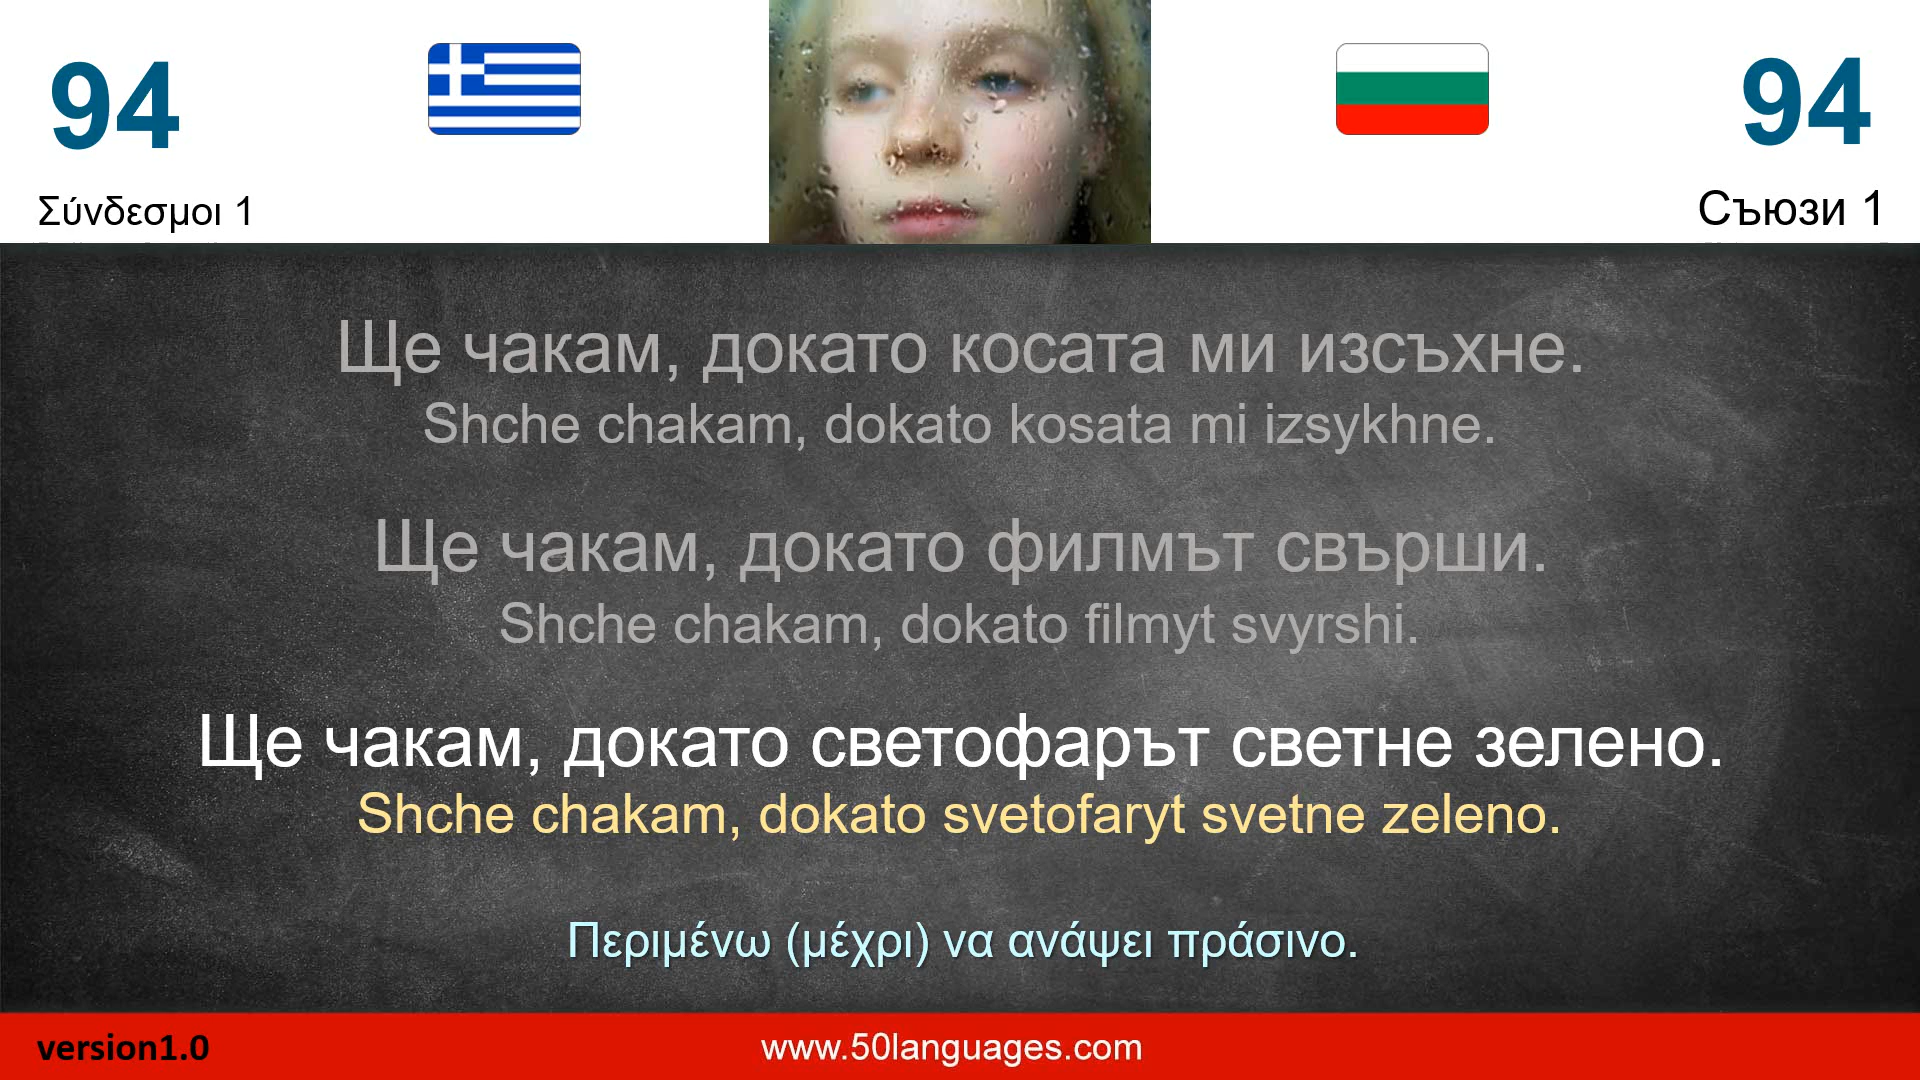 94
94
Σύνδεσμοι 1
Съюзи 1
Ще чакам, докато косата ми изсъхне.
Shche chakam, dokato kosata mi izsykhne.
Ще чакам, докато филмът свърши.
Shche chakam, dokato filmyt svyrshi.
Ще чакам, докато светофарът светне зелено.
Shche chakam, dokato svetofaryt svetne zeleno.
Περιμένω (μέχρι) να ανάψει πράσινο.
version1.0
www.50languages.com